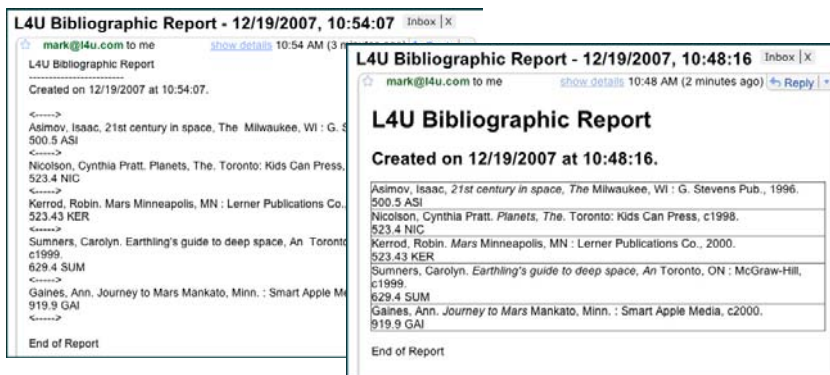 L4U Bibliographic Report - 12/19/2007, 10:54:07 Inbox | X
mark@l4u.com to me show details 10:54 AM (3
L4U Bibliographic Report
------------------------
Created on 12/19/2007 at 10:54:07.
<----->
Asimov, Isaac, 21st century in space, The Milwaukee, WI : G.
500.5 ASI
<----->
Nicolson, Cynthia Pratt. Planets, The. Toronto: Kids Can Press,
523.4 NIC
<----->
Kerrod, Robin. Mars Minneapolis, MN : Lerner Publications Co.,
523.43 KER
<----->
Sumners, Carolyn. Earthling's guide to deep space, An
c1999.
629.4 SUM
<----->
Gaines, Ann. Journey to Mars Mankato, Minn. : Smart Apple
919.9 GAI
<----->
End of Report
L4U Bibliographic Report - 12/19/2007, 10:48:16 Inbox | X
mark@l4u.com to me show details 10:48 AM (2 minutes ago) Reply
L4U Bibliographic Report
Created on 12/19/2007 at 10:48:16.
Asimov, Isaac, 21st century in space, The Milwaukee, WI : G. Stevens Pub., 1996.
500.5 ASI
Nicolson, Cynthia Pratt. Planets, The. Toronto: Kids Can Press, c1998.
523.4 NIC
Kerrod, Robin. Mars Minneapolis, MN : Lerner Publications Co., 2000.
523.43 KER
Sumners, Carolyn. Earthling's guide to deep space, An Toronto, ON : McGraw-Hill,
c1999.
629.4 SUM
Gaines, Ann. Journey to Mars Mankato, Minn. : Smart Apple Media, c2000.
919.9 GAI
End of Report